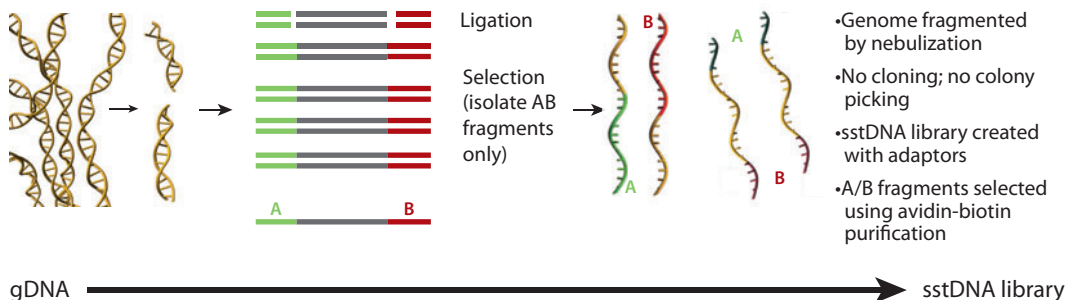 Ligation
Selection
(isolate AB
fragments
only)
A
B
B
A
A
B
•Genome fragmented
by nebulization
•No cloning; no colony
picking
•sstDNA library created
with adaptors
•A/B fragments selected
using avidin-biotin
purification
gDNA
sstDNA library